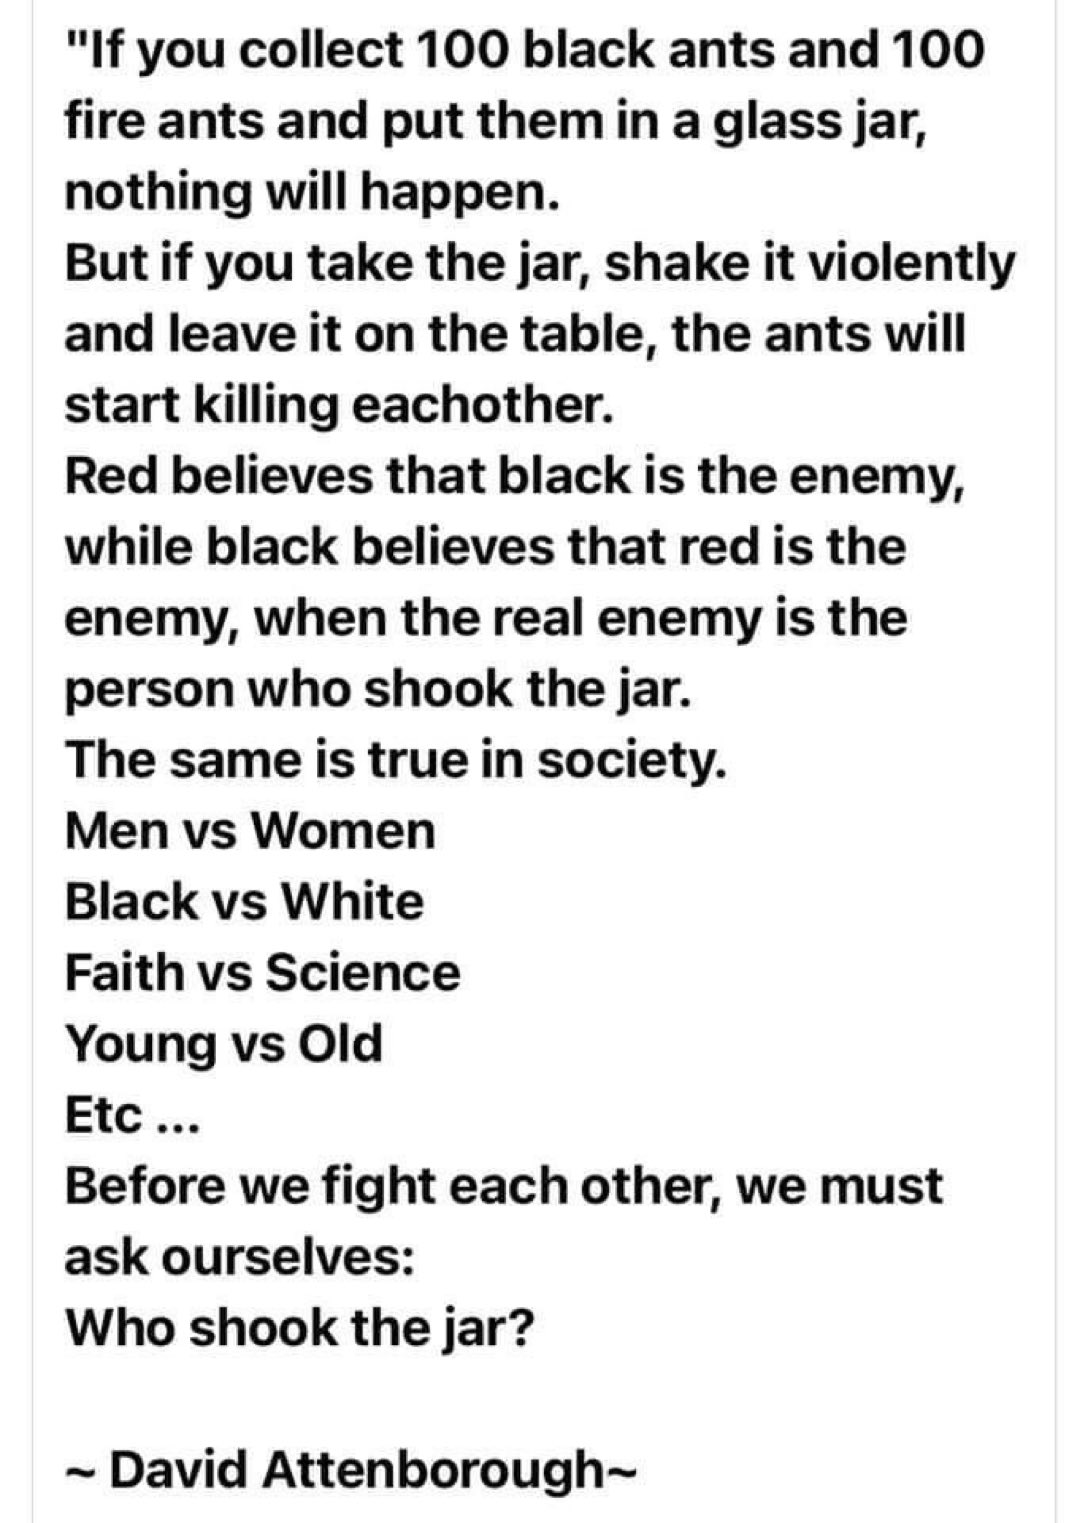 "If you collect 100 black ants and 100
fire ants and put them in a glass jar,
nothing will happen.
But if you take the jar, shake it violently
and leave it on the table, the ants will
start killing eachother.
Red believes that black is the enemy,
while black believes that red is the
enemy, when the real enemy is the
person who shook the jar.
The same is true in society.
Men vs Women
Black vs White
Faith vs Science
Young vs Old
Etc ...
Before we fight each other, we must
ask ourselves:
Who shook the jar?
~ David Attenborough~